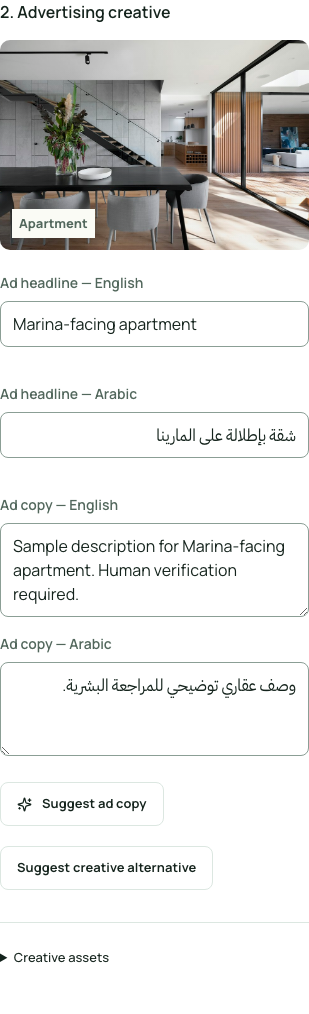 2. Advertising creative
Apartment
Ad headline — English
Marina-facing apartment
Ad headline — Arabic
شقة بإطلالة على المارينا
Ad copy — English
Sample description for Marina-facing
apartment. Human verification
required.
Ad copy — Arabic
وصف عقاري توضيحي للمراجعة البشرية.
Suggest ad copy
Suggest creative alternative
Creative assets